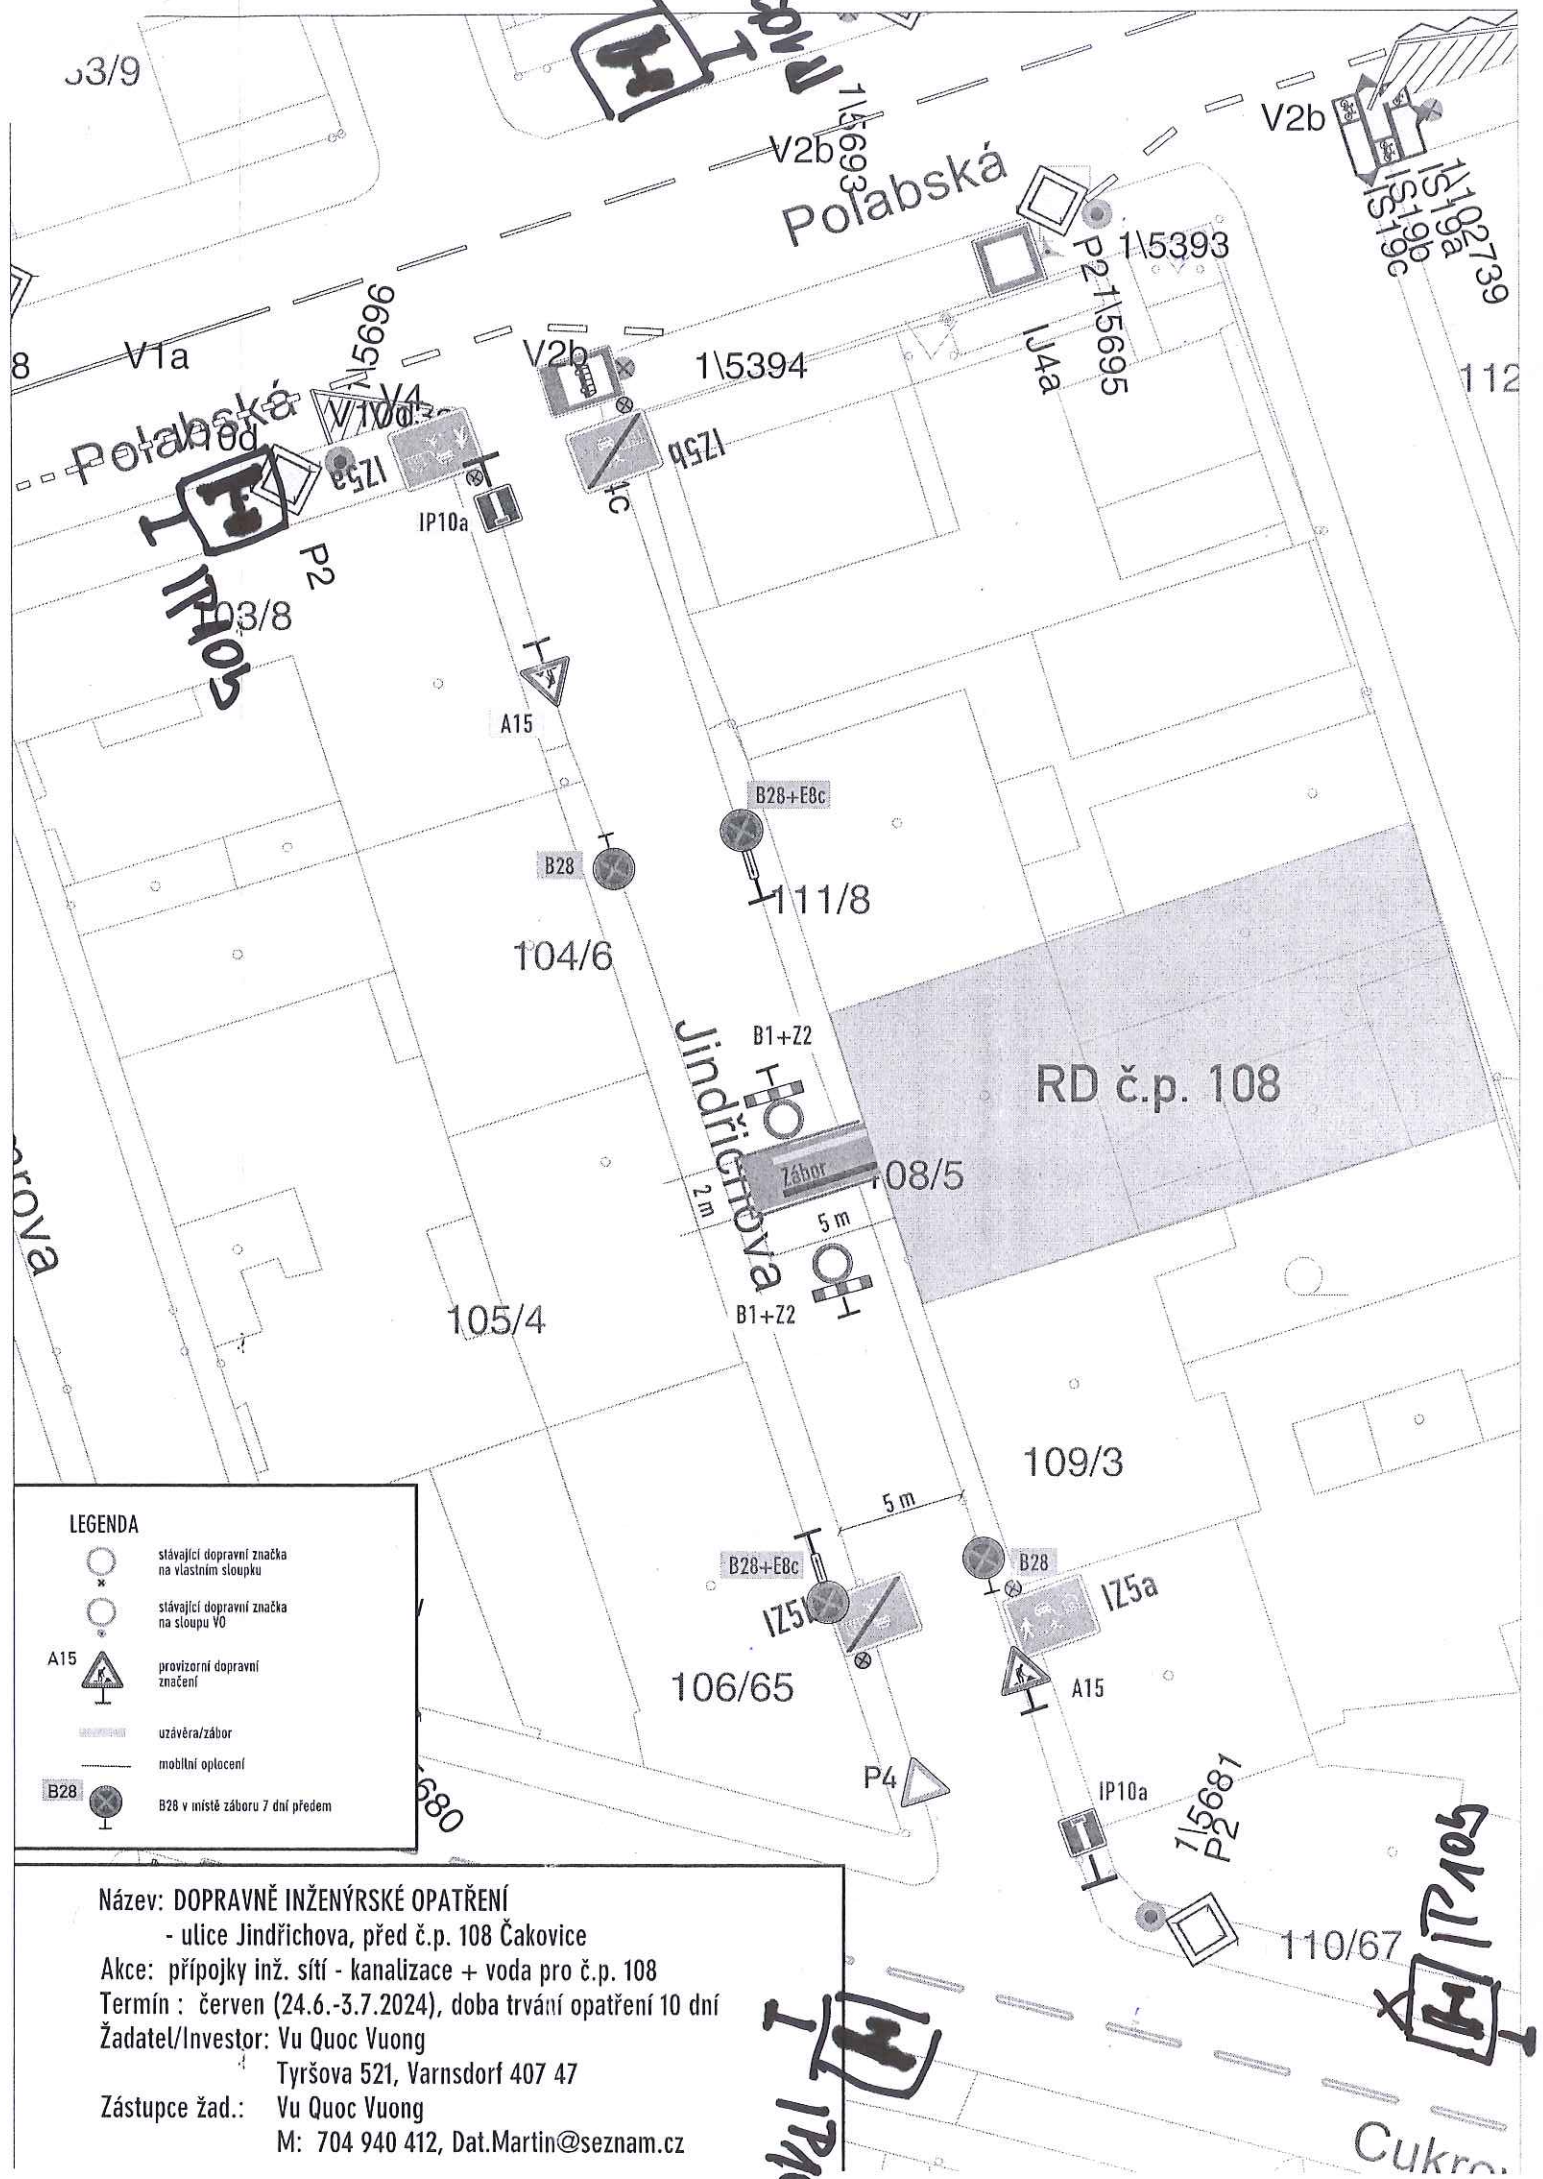 IP10b
V2b
V2b
1\5693
Polabská
1\102739
IS19a
IS19b
IS19c
1\5393
P2
1\5695
IJ4a
112
8
V1a
1\5696
V2b
1\5394
Polabská
V4
V10d
IZ5a
IZ5b
IP10a
P2
IP10b
03/8
A15
B28+E8c
B28
111/8
104/6
Jindřichova
B1+Z2
RD č.p. 108
Zábor
08/5
2 m
5 m
B1+Z2
rova
105/4
109/3
5 m
B28+E8c
B28
IZ5a
106/65
A15
P4
IP10a
1\5681
P2
IP10b
110/67
LEGENDA
stávající dopravní značka
na vlastním sloupku
stávající dopravní značka
na sloupu VO
A15
provizorní dopravní
značení
uzávěra/zábor
mobilní oplocení
B28
B28 v místě záboru 7 dní předem
680
Název: DOPRAVNĚ INŽENÝRSKÉ OPATŘENÍ
- ulice Jindřichova, před č.p. 108 Čakovice
Akce: přípojky inž. sítí - kanalizace + voda pro č.p. 108
Termín : červen (24.6.-3.7.2024), doba trvání opatření 10 dní
Žadatel/Investor: Vu Quoc Vuong
Tyršova 521, Varnsdorf 407 47
Zástupce žad.: Vu Quoc Vuong
M: 704 940 412, Dat.Martin@seznam.cz